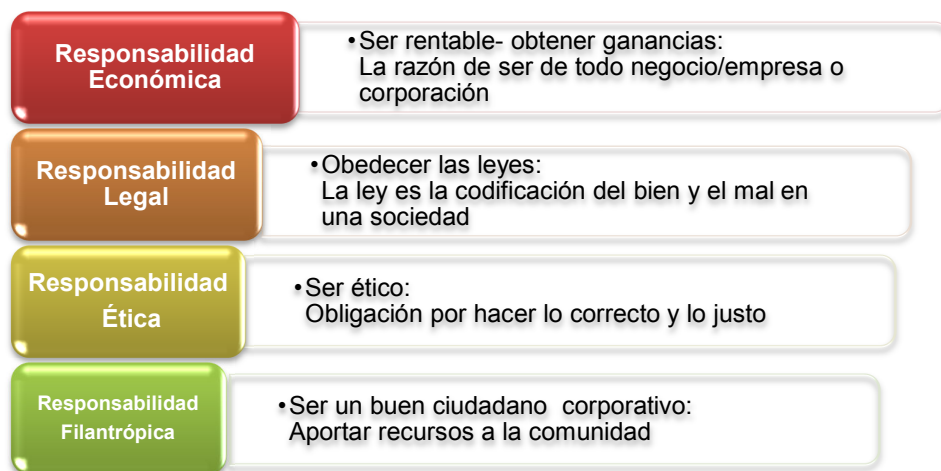 Responsabilidad
Económica
•Ser rentable- obtener ganancias:
La razón de ser de todo negocio/empresa o
corporación
Responsabilidad
Legal
•Obedecer las leyes:
La ley es la codificación del bien y el mal en
una sociedad
Responsabilidad
Ética
•Ser ético:
Obligación por hacer lo correcto y lo justo
Responsabilidad
Filantrópica
•Ser un buen ciudadano corporativo:
Aportar recursos a la comunidad